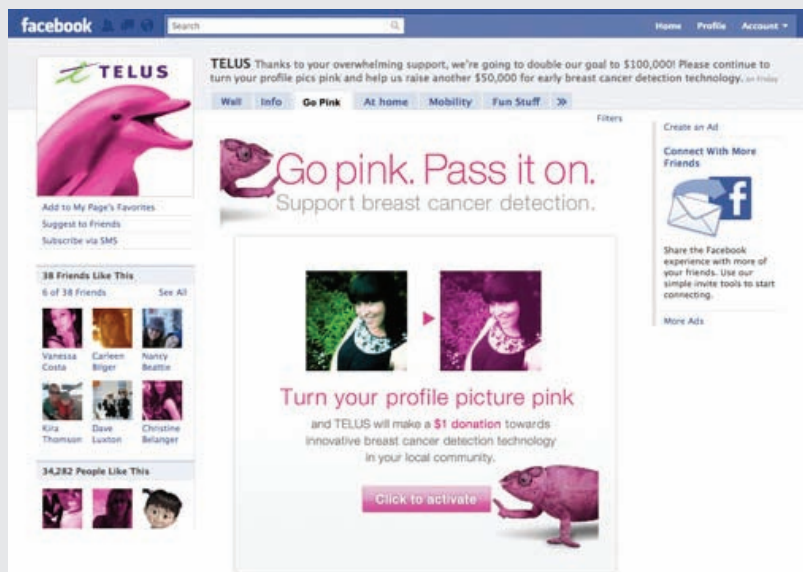 facebook
Search
Home Profile Account
TELUS
TELUS Thanks to your overwhelming support, we're going to double our goal to $100,000! Please continue to
turn your profile pics pink and help us raise another $50,000 for early breast cancer detection technology. on Friday
Wall Info Go Pink At home Mobility Fun Stuff »
Filters
Add to My Page's Favorites
Suggest to Friends
Subscribe via SMS
38 Friends Like This
6 of 38 Friends See All
Vanessa
Costa
Carleen
Bilger
Nancy
Beattie
Kira
Thomson
Dave
Luxton
Christine
Belanger
34,282 People Like This
Go pink. Pass it on.
Support breast cancer detection.
Turn your profile picture pink
and TELUS will make a $1 donation towards
innovative breast cancer detection technology
in your local community.
Click to activate
Create an Ad
Connect With More
Friends
f
Share the Facebook
experience with more of
your friends. Use our
simple invite tools to start
connecting.
More Ads